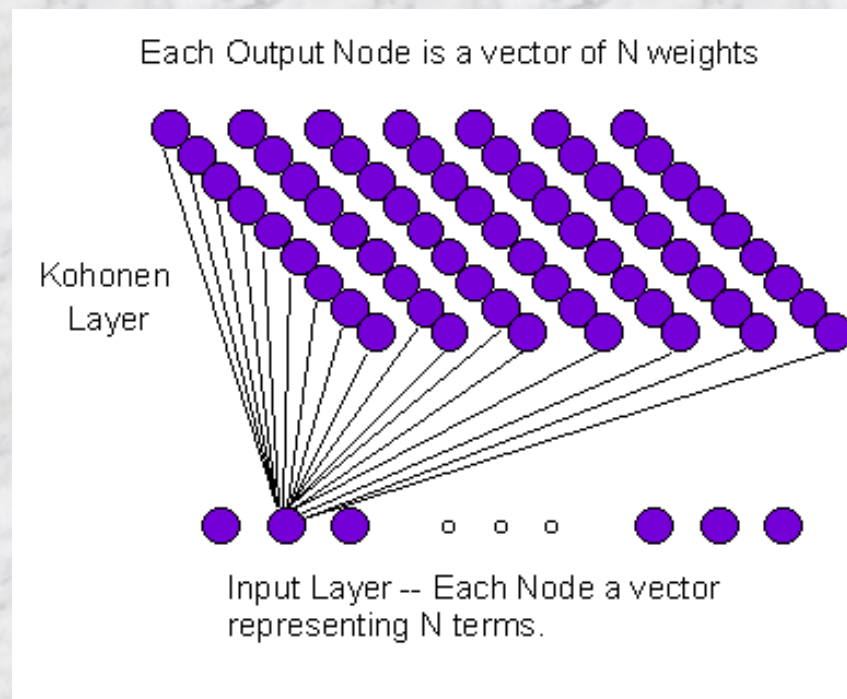 Each Output Node is a vector of N weights
Kohonen
Layer
Input Layer -- Each Node a vector
representing N terms.